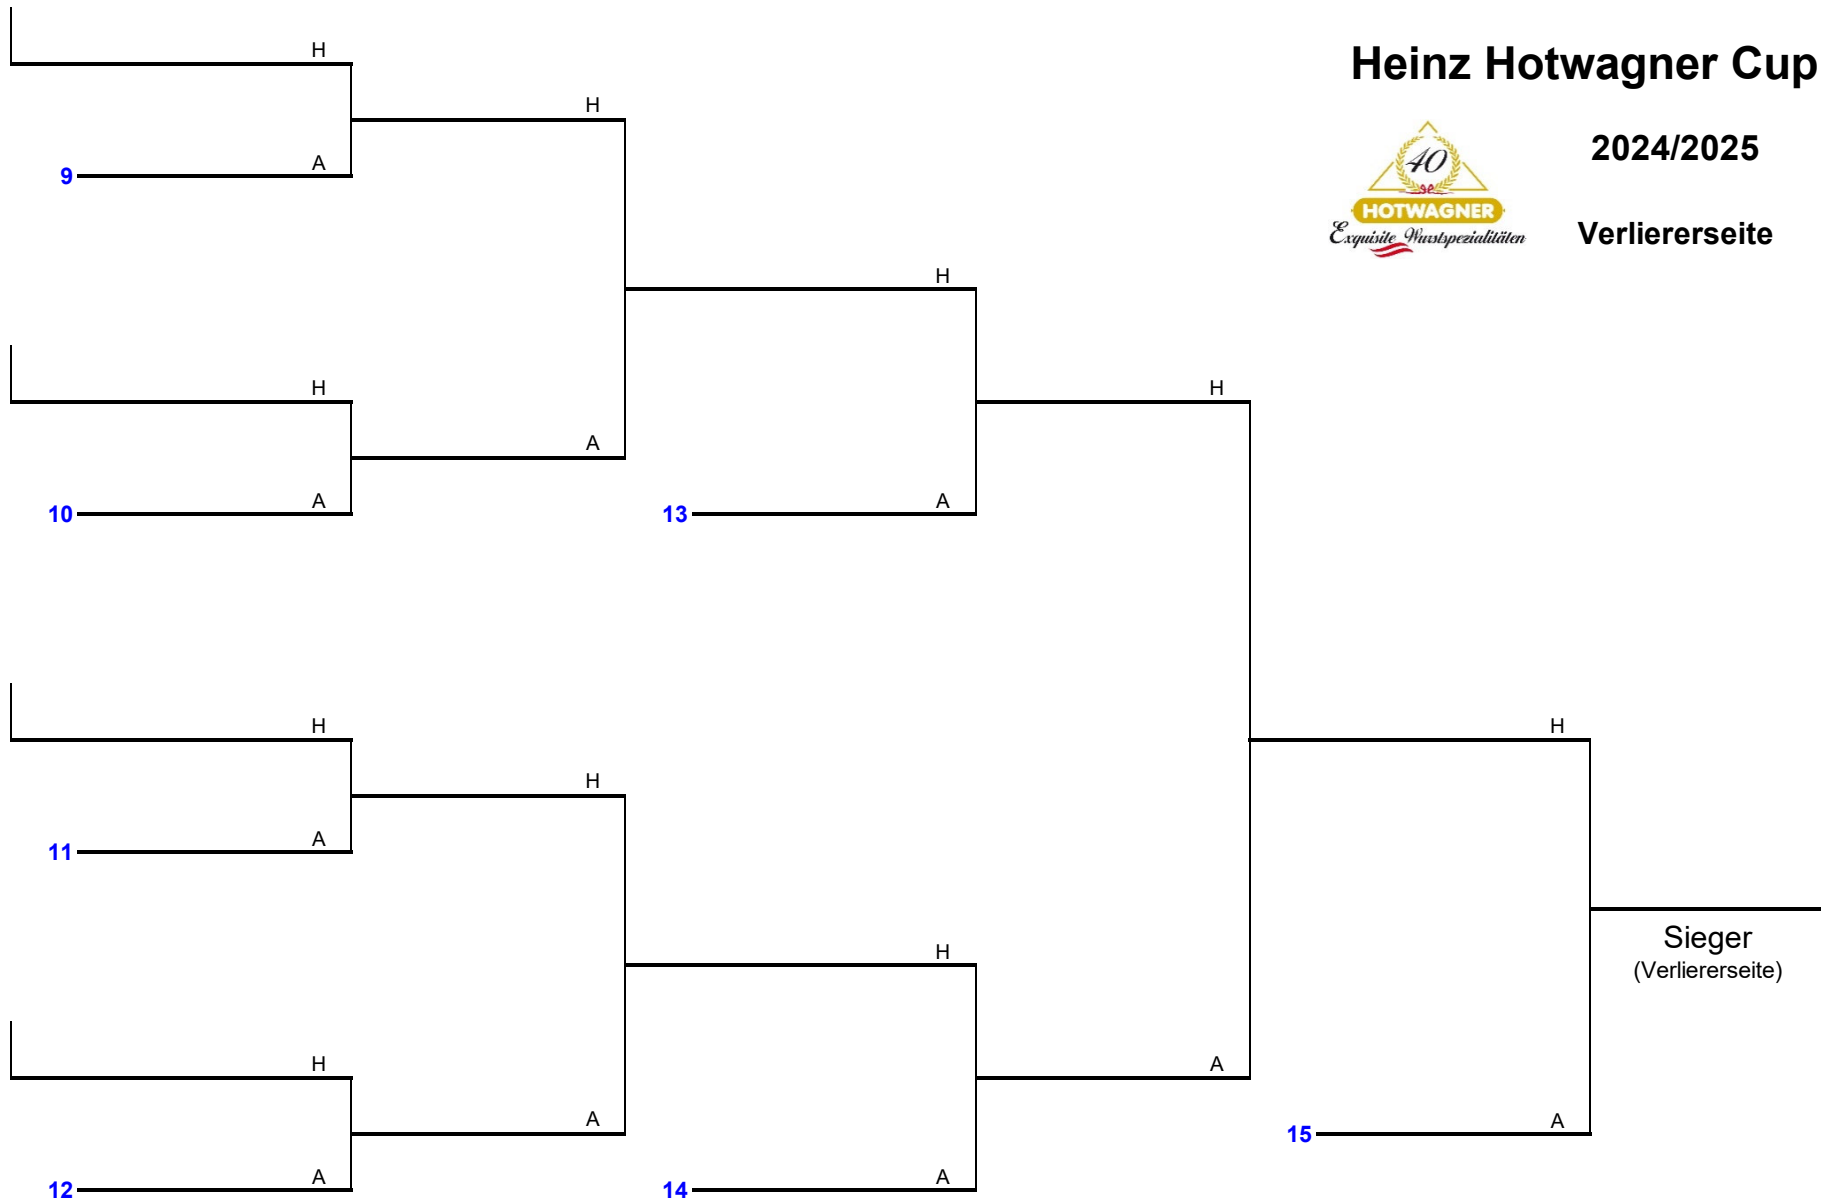 Heinz Hotwagner Cup
2024/2025
Verliererseite
40
HOTWAGNER
Exquisite Wurstspezialitäten
H
H
A
9
H
H
A
A
10
H
A
13
H
H
A
11
H
H
A
A
12
H
A
14
H
A
H
A
15
Sieger
(Verliererseite)